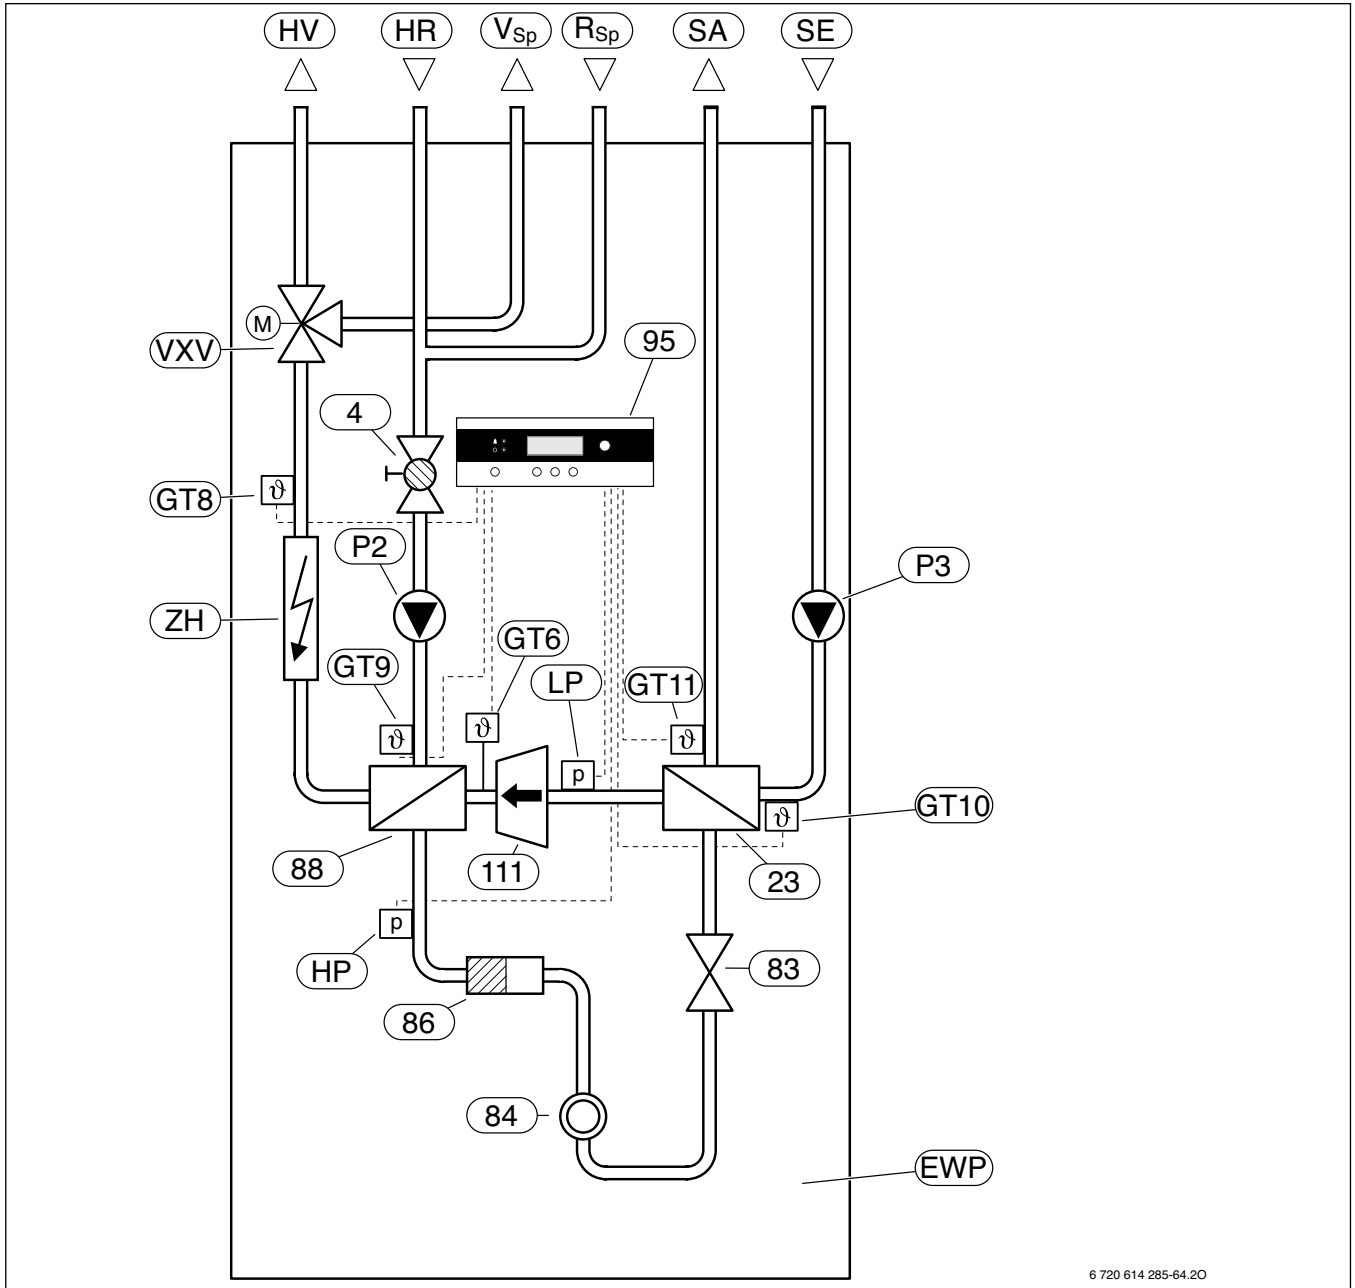 HV HR VSp RSp SA SE
M
VXV
95
4
GT8
ϑ
P2
P3
ZH
GT6
GT9
LP
GT11
ϑ
ϑ
ϑ
p
GT10
ϑ
88
111
23
p
HP
83
86
84
EWP
6 720 614 285-64.2O